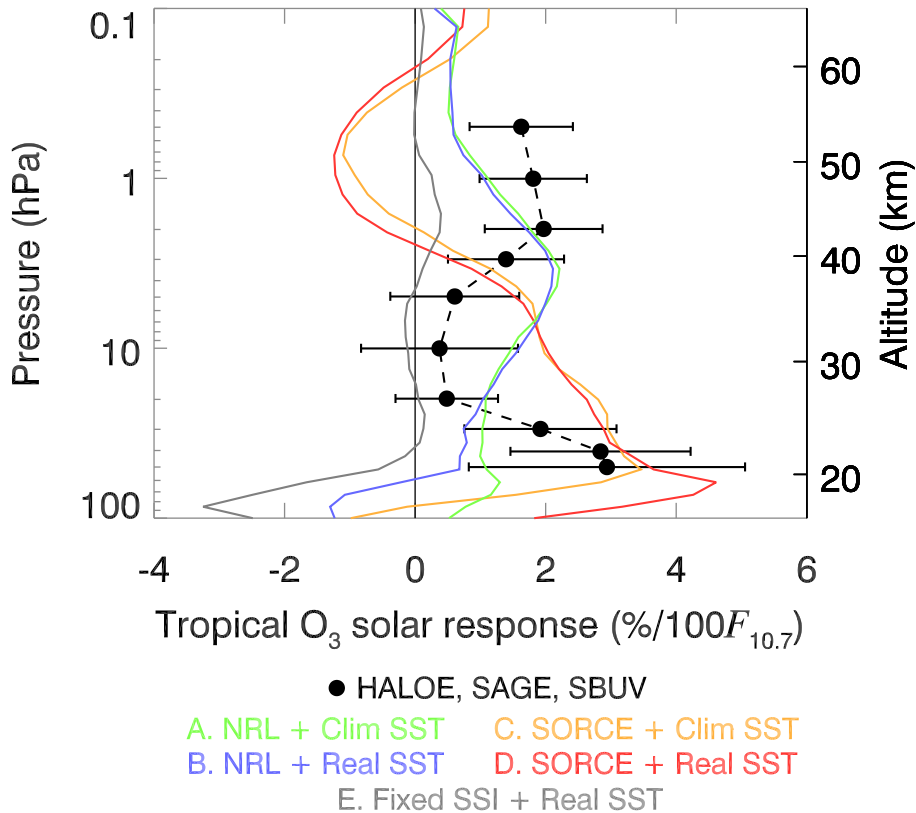 0.1
1
10
100
Pressure (hPa)
60
50
40
30
20
Altitude (km)
-4 -2 0 2 4 6
Tropical O₃ solar response (%/100F₁₀.₇)
HALOE, SAGE, SBUV
A. NRL + Clim SST C. SORCE + Clim SST
B. NRL + Real SST D. SORCE + Real SST
E. Fixed SSI + Real SST